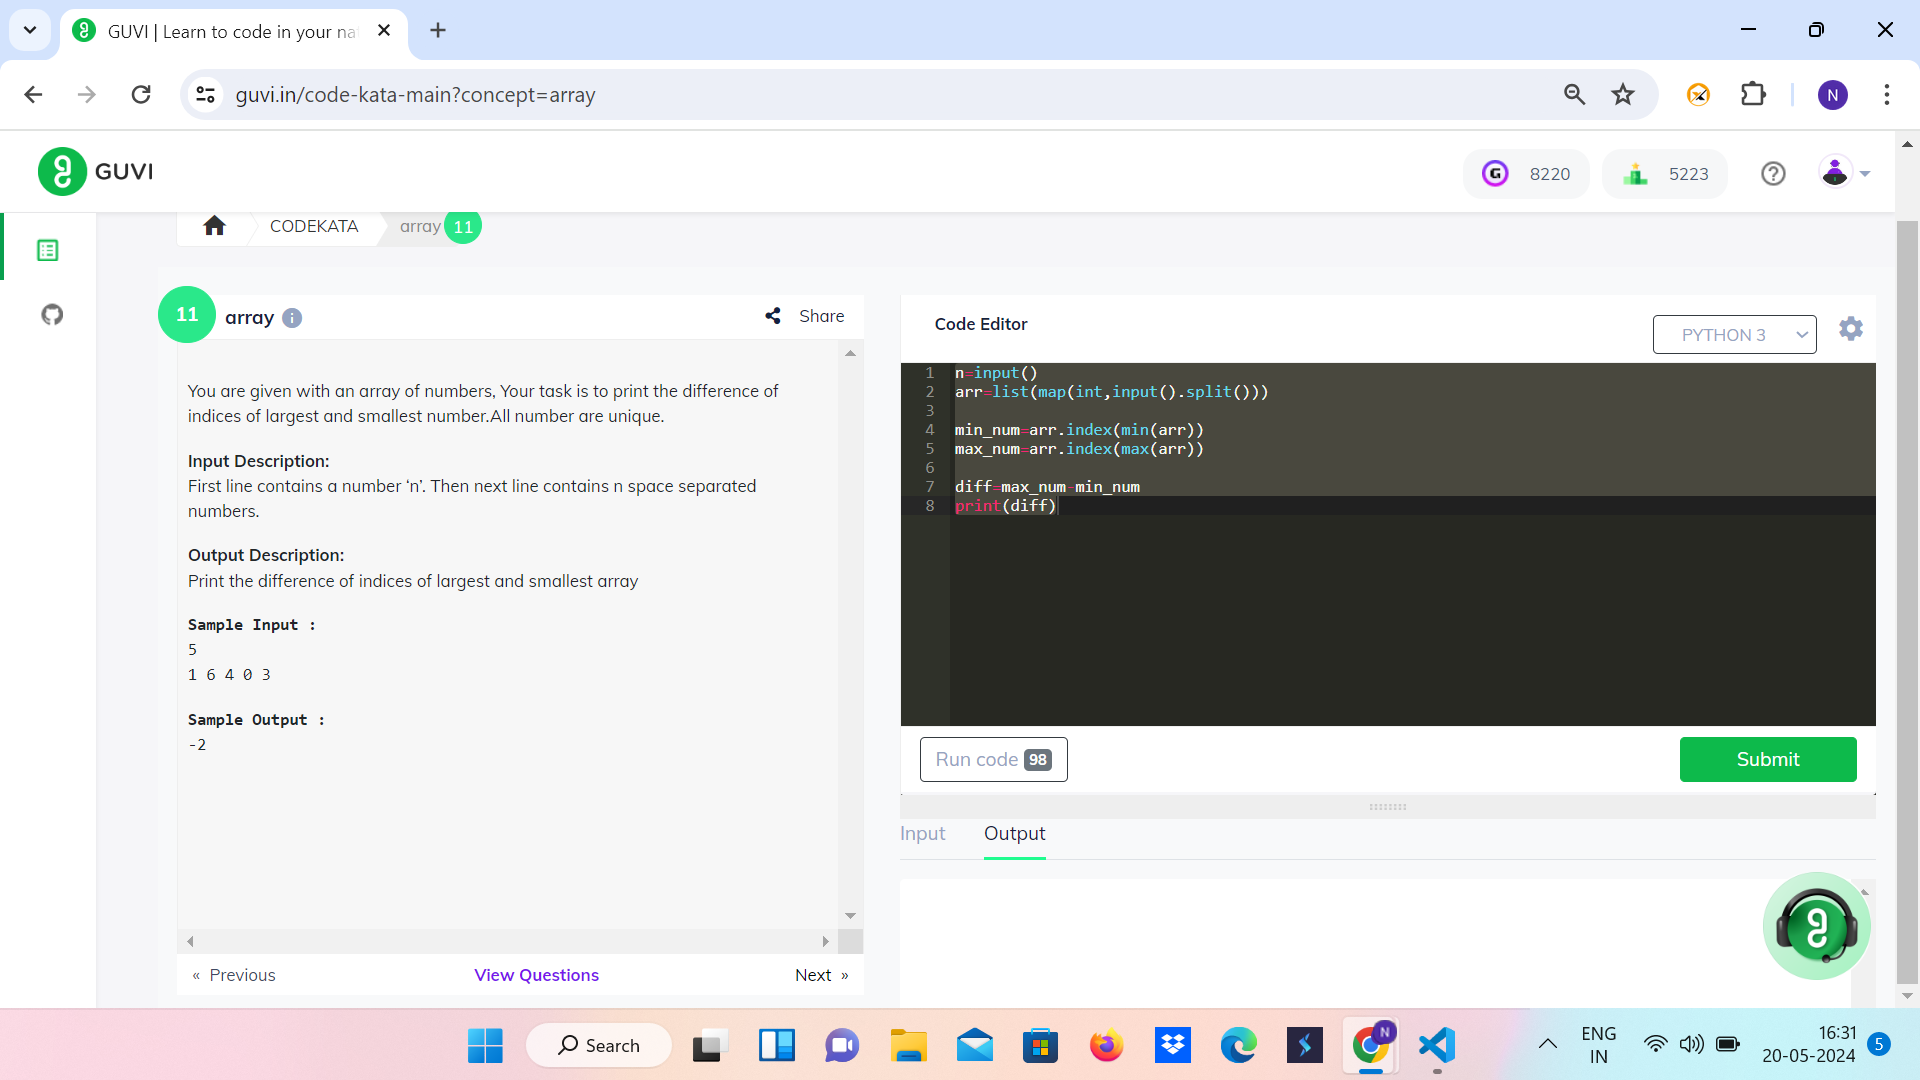 GUVI | Learn to code in your na
guvi.in/code-kata-main?concept=array
N
GUVI
G 8220
5223
CODEKATA
array 11
11 array
Share
You are given with an array of numbers, Your task is to print the difference of
indices of largest and smallest number.All number are unique.
Input Description:
First line contains a number ‘n’. Then next line contains n space separated
numbers.
Output Description:
Print the difference of indices of largest and smallest array
Sample Input :
5
1 6 4 0 3
Sample Output :
-2
« Previous
View Questions
Next »
Code Editor
PYTHON 3
1 n=input()
2 arr=list(map(int,input().split()))
3
4 min_num=arr.index(min(arr))
5 max_num=arr.index(max(arr))
6
7 diff=max_num-min_num
8 print(diff)
Run code 98
Submit
Input
Output
Search
N
ENG
IN
16:31
20-05-2024
5